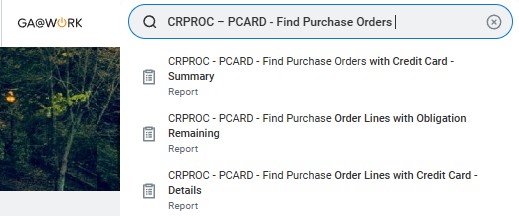 GA@WORK
CRPROC – PCARD - Find Purchase Orders
CRPROC - PCARD - Find Purchase Orders with Credit Card -
Summary
Report
CRPROC - PCARD - Find Purchase Order Lines with Obligation
Remaining
Report
CRPROC - PCARD - Find Purchase Order Lines with Credit Card -
Details
Report